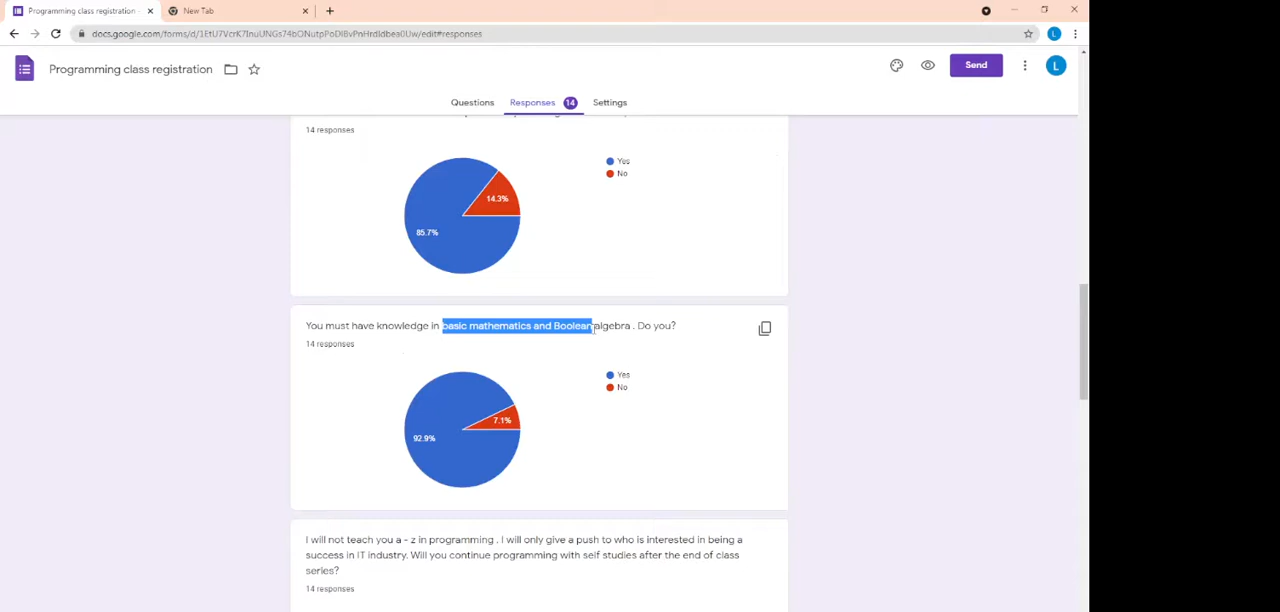 Programming class registration
New Tab
docs.google.com/forms/d/
/edit#responses
L
Programming class registration
Send
L
Questions
Responses 14
Settings
14 responses
Yes
No
14.3%
85.7%
You must have knowledge in basic mathematics and Boolean algebra . Do you?
14 responses
Yes
No
7.1%
92.9%
I will not teach you a - z in programming . I will only give a push to who is interested in being a
success in IT industry. Will you continue programming with self studies after the end of class
series?
14 responses